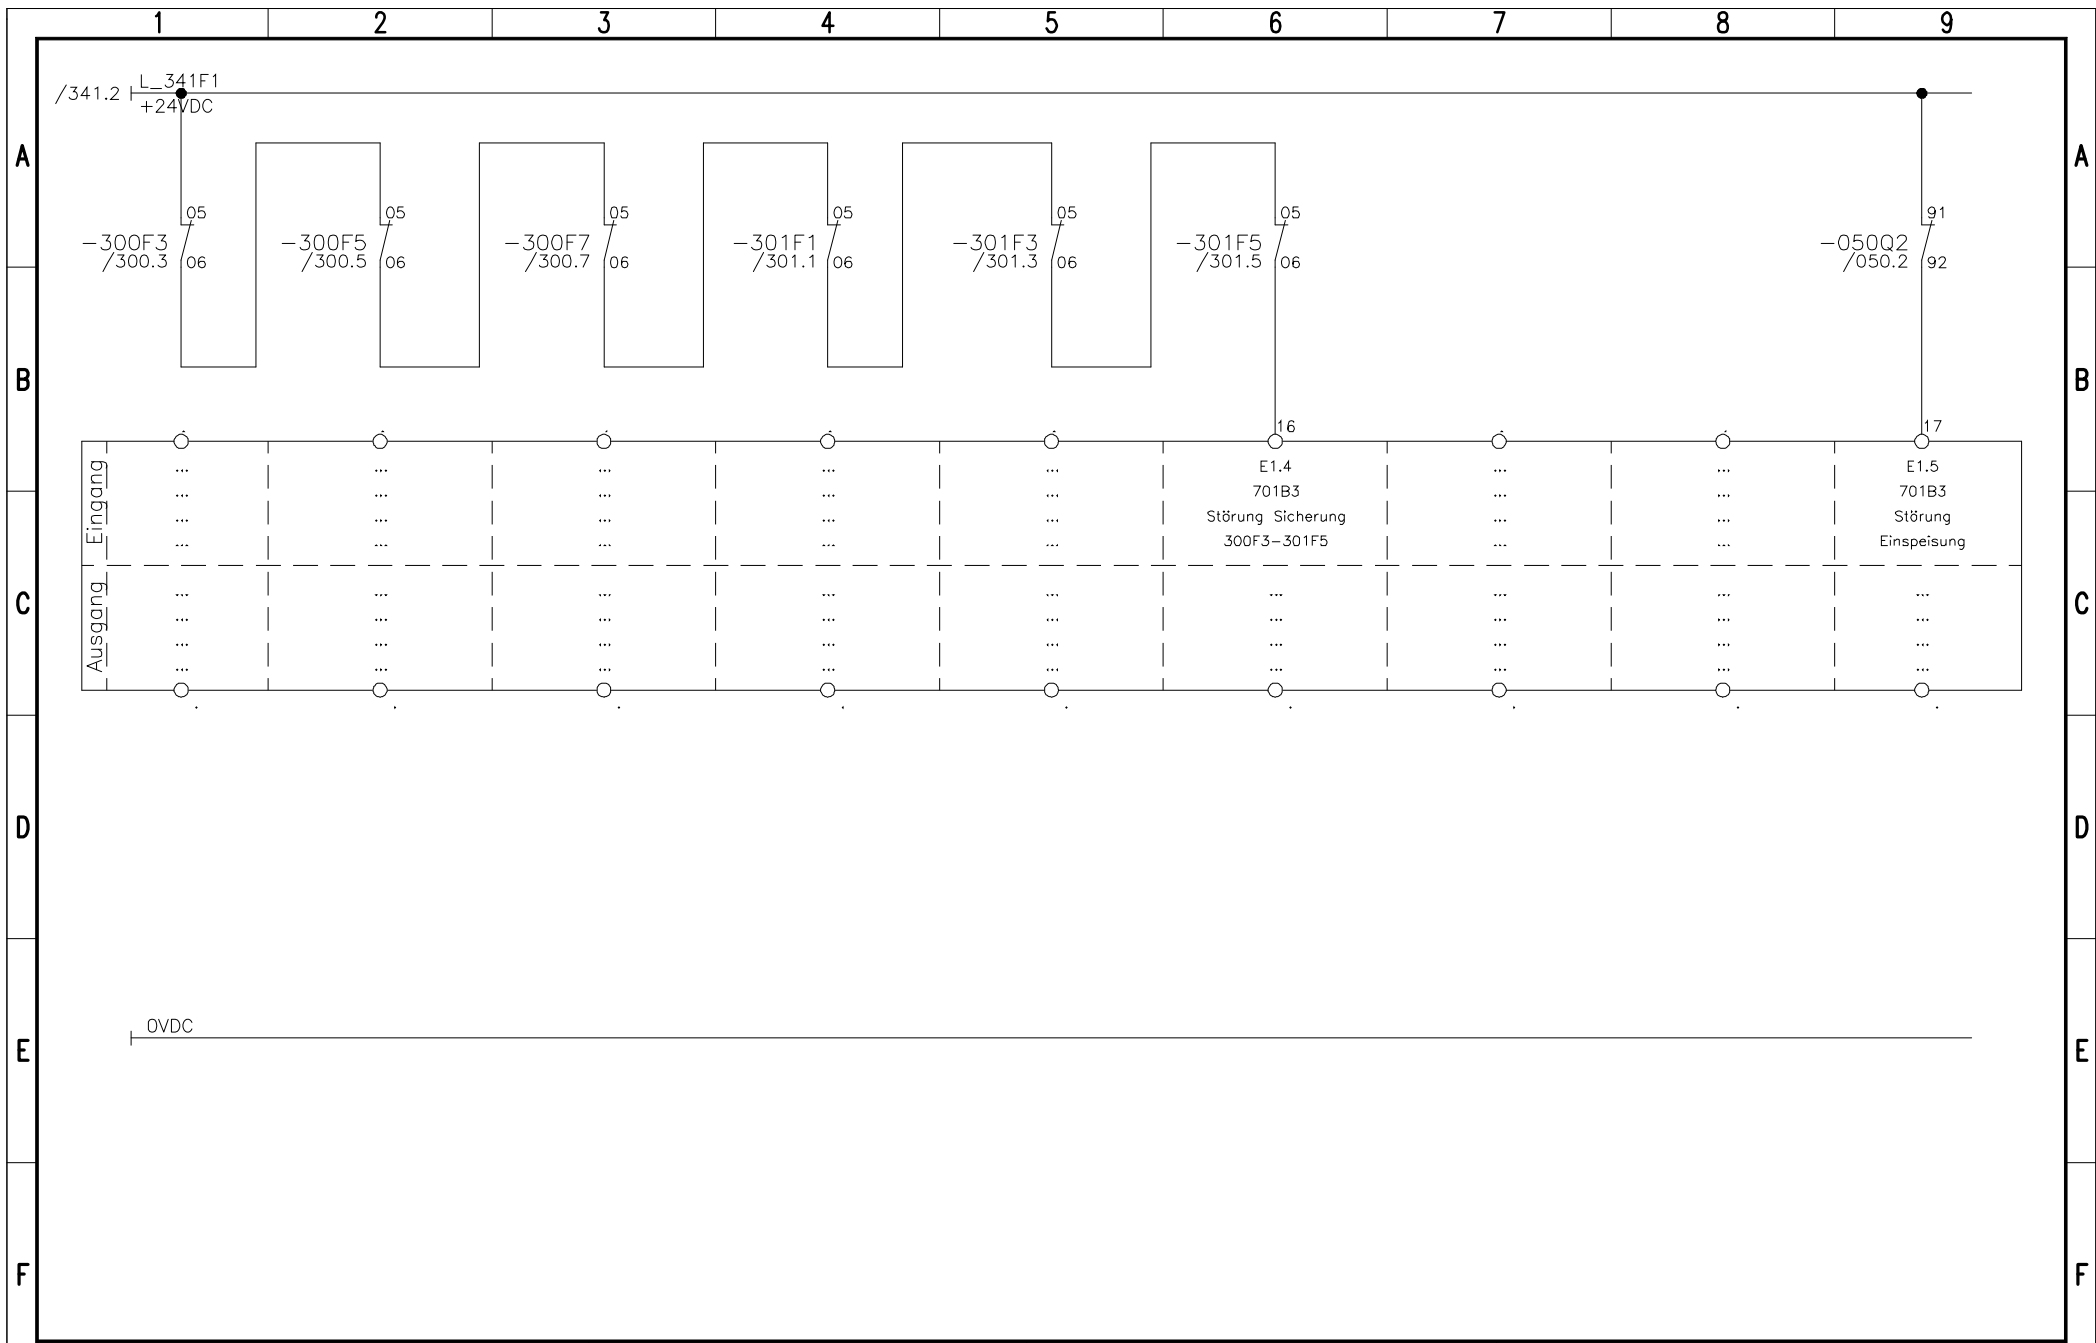 1 2 3 4 5 6 7 8 9
L_341F1
/341.2
+24VDC
A A
05 05 05 05 05 05 91
-300F3 -300F5 -300F7 -301F1 -301F3 -301F5 -050Q2
/300.3 /300.5 /300.7 /301.1 /301.3 /301.5 /050.2
06 06 06 06 06 06 92
B B
16 17
Eingang
... ... ... ... ... E1.4 ... ... E1.5
... ... ... ... ... 701B3 ... ... 701B3
... ... ... ... ... Störung Sicherung ... ... Störung
... ... ... ... ... 300F3-301F5 ... ... Einspeisung
Ausgang
... ... ... ... ... ... ... ... ...
C C
... ... ... ... ... ... ... ... ...
... ... ... ... ... ... ... ... ...
... ... ... ... ... ... ... ... ...
D D
0VDC
E E
F F